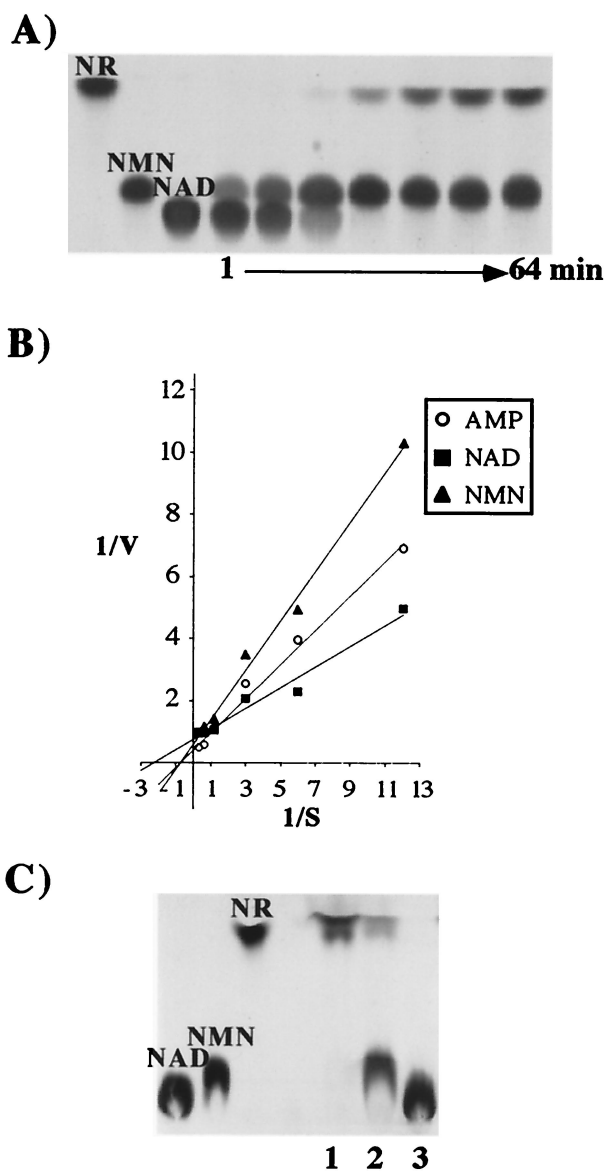 A)
NR
NMN
NAD
1 64 min
B)
12
10
8
6
4
2
1/V
AMP
NAD
NMN
-3 -1 1 3 5 7 9 11 13
1/S
C)
NR
NMN
NAD
1 2 3